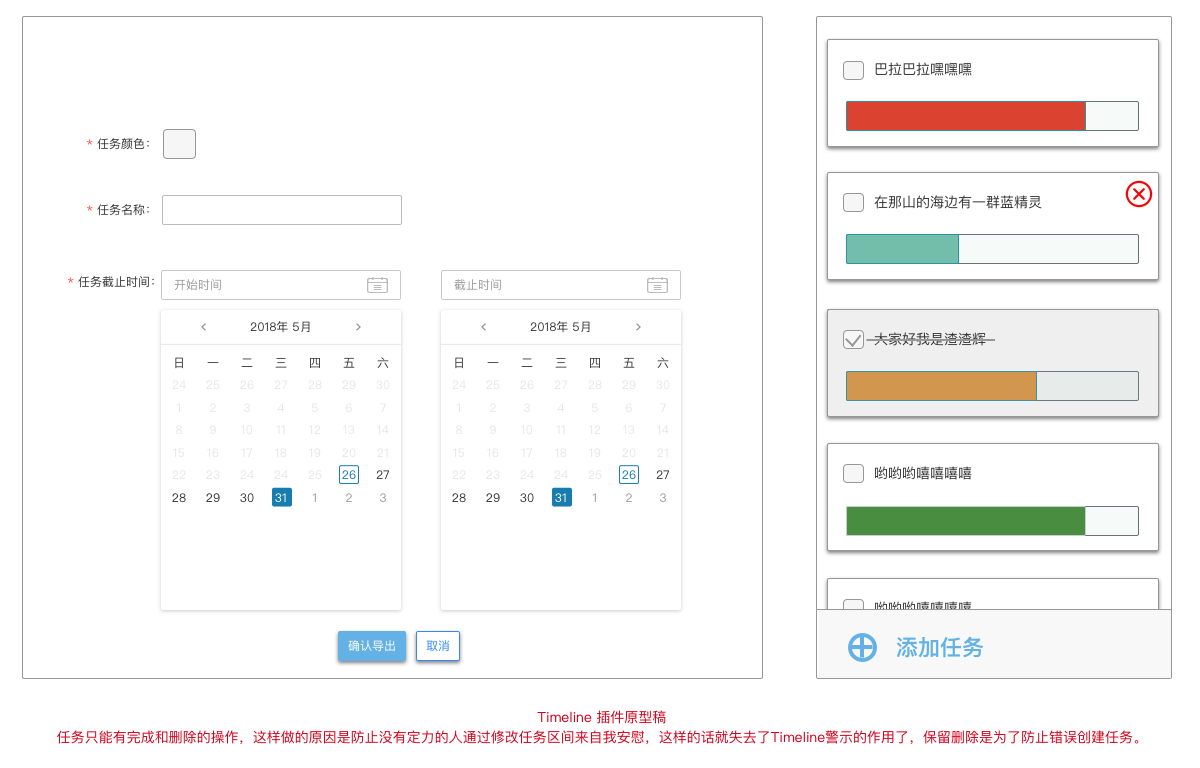 * 任务颜色：
* 任务名称：
* 任务截止时间：
开始时间
截止时间
2018年 5月
日 一 二 三 四 五 六
24 25 26 27 28 29 30
1 2 3 4 5 6 7
8 9 10 11 12 13 14
15 16 17 18 19 20 21
22 23 24 24 25 26 27
28 29 30 31 1 2 3
2018年 5月
日 一 二 三 四 五 六
24 25 26 27 28 29 30
1 2 3 4 5 6 7
8 9 10 11 12 13 14
15 16 17 18 19 20 21
22 23 24 24 25 26 27
28 29 30 31 1 2 3
确认导出 取消
巴拉巴拉嘿嘿嘿
在那山的海边有一群蓝精灵
大家好我是渣渣辉
哟哟哟嘻嘻嘻嘻
哟哟哟嘻嘻嘻嘻
添加任务
Timeline 插件原型稿
任务只能有完成和删除的操作，这样做的原因是防止没有定力的人通过修改任务区间来自我安慰，这样的话就失去了Timeline警示的作用了，保留删除是为了防止错误创建任务。